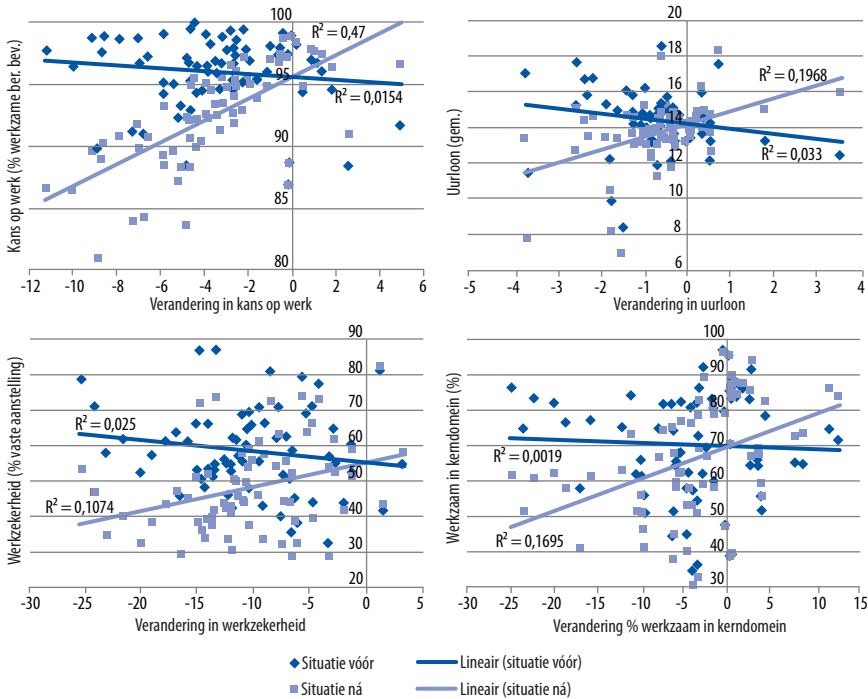 Kans op werk (% werkzame ber. bev.)
100
95
90
85
80
R² = 0,47
R² = 0,0154
-12 -10 -8 -6 -4 -2 0 2 4 6
Verandering in kans op werk
Uurloon (gem.)
20
18
16
14
12
10
8
6
R² = 0,1968
R² = 0,033
-5 -4 -3 -2 -1 0 1 2 3 4
Verandering in uurloon
Werkzekerheid (% vaste aanstelling)
90
80
70
60
50
40
30
20
R² = 0,025
R² = 0,1074
-30 -25 -20 -15 -10 -5 0 5
Verandering in werkzekerheid
Werkzaam in kerndomein (%)
100
90
80
70
60
50
40
30
R² = 0,0019
R² = 0,1695
-30 -25 -20 -15 -10 -5 0 5 10 15
Verandering % werkzaam in kerndomein
Situatie vóór Lineair (situatie vóór)
Situatie ná Lineair (situatie ná)